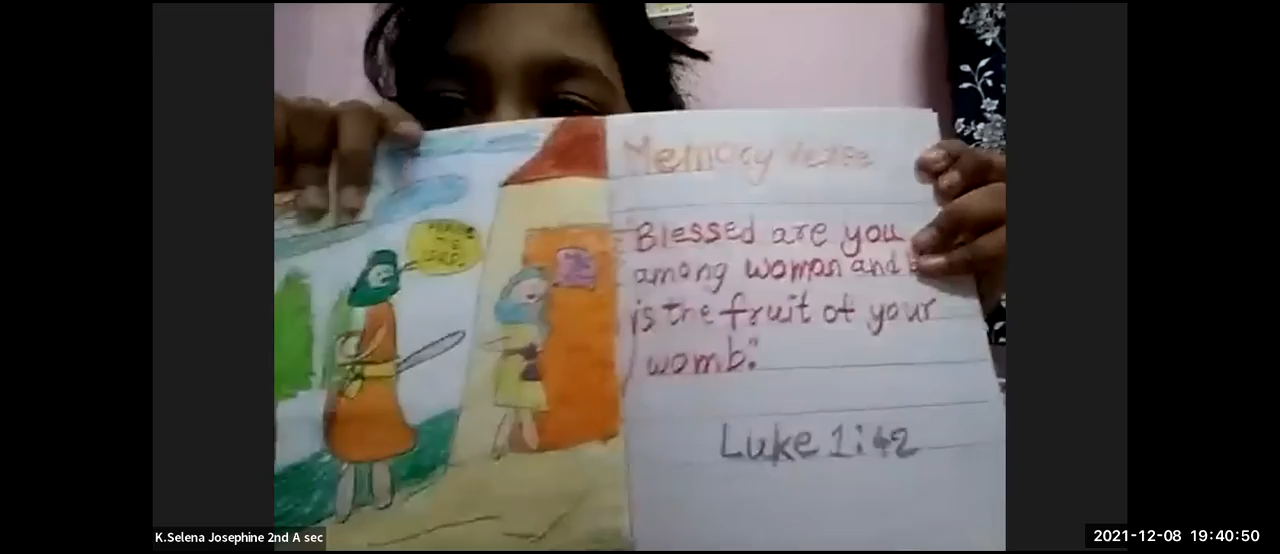 Memory Verse
"Blessed are you
among woman and
is the fruit of your
womb."
Luke 1:42
K.Selena Josephine 2nd A sec
2021-12-08 19:40:50